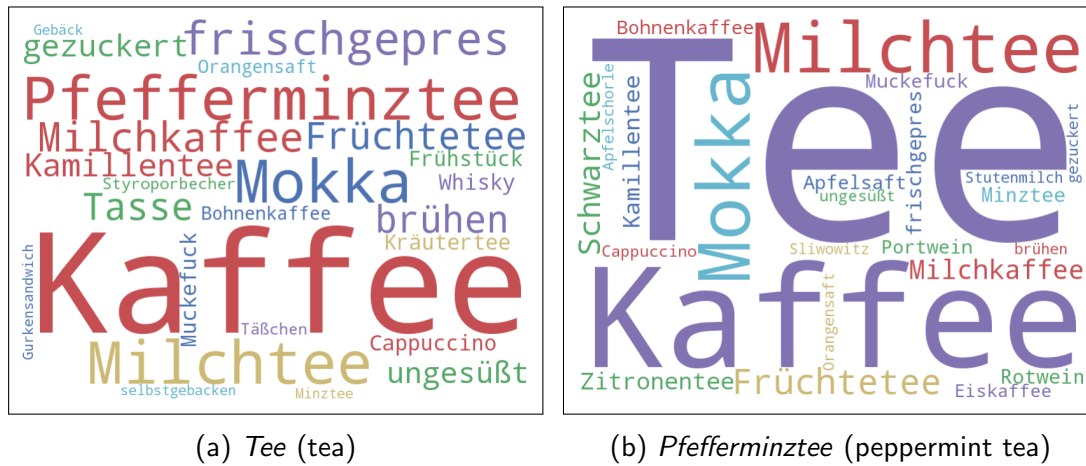 Gebäck
gezuckert
frischgepres
Orangensaft
Pfefferminztee
Milchkaffee
Früchtetee
Kamillentee
Frühstück
Styroporbecher
Mokka
Whisky
Tasse
Bohnenkaffee
brühen
Kräutertee
Kaffee
Gurkensandwich
Muckefuck
Täßchen
Cappuccino
Milchtee
ungesüßt
selbstgebacken
Minztee
(a) Tee (tea)
Bohnenkaffee
Milchtee
Tee
Schwarztee
Apfelschorle
Kamillentee
Mokka
Muckefuck
frischgepres
gezuckert
Apfelsaft
Stutenmilch
ungesüßt
Minztee
Cappuccino
Sliwowitz
Portwein
brühen
Milchkaffee
Kaffee
Orangensaft
Zitronentee
Früchtetee
Rotwein
Eiskaffee
(b) Pfefferminztee (peppermint tea)